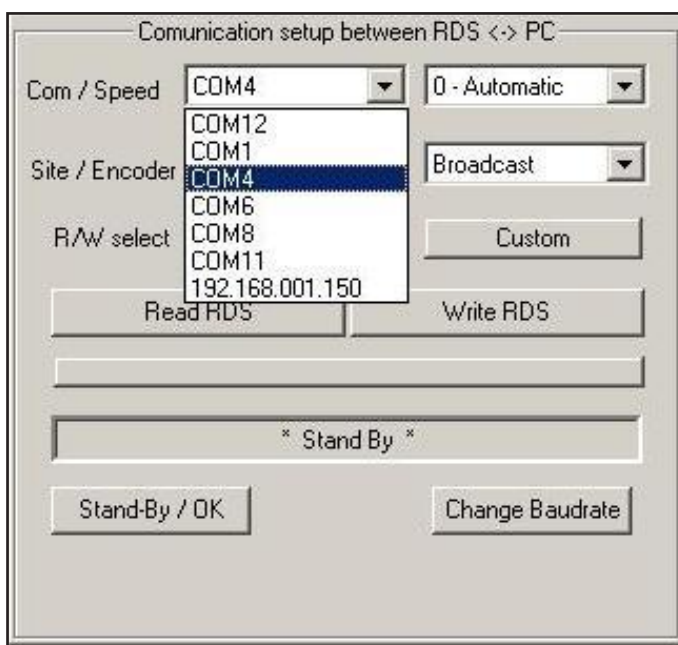 Comunication setup between RDS <-> PC
Com / Speed COM4 0 - Automatic
COM12
COM1
Site / Encoder COM4 Broadcast
COM6
R/W select COM8 Custom
COM11
192.168.001.150
Read RDS Write RDS
* Stand By *
Stand-By / OK Change Baudrate